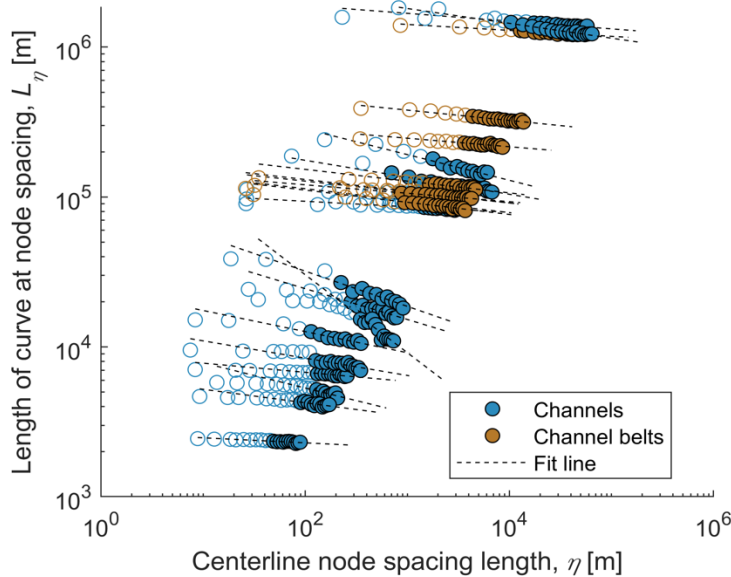 10^6
10^5
10^4
10^3
Length of curve at node spacing, L_η [m]
10^0
10^2
10^4
10^6
Centerline node spacing length, η [m]
Channels
Channel belts
Fit line